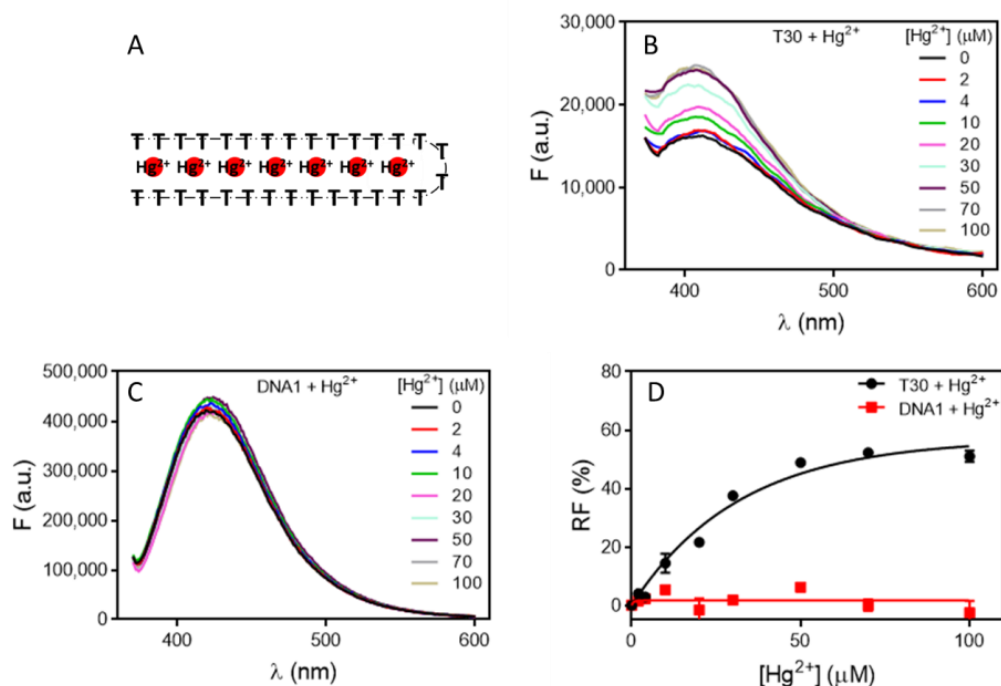 A
T T T T T T T T T T T T T T
T
Hg²⁺ Hg²⁺ Hg²⁺ Hg²⁺ Hg²⁺ Hg²⁺ Hg²⁺
T
T T T T T T T T T T T T T T
B
T30 + Hg²⁺
[Hg²⁺] (μM)
0
2
4
10
20
30
50
70
100
30,000
20,000
10,000
0
F (a.u.)
400 500 600
λ (nm)
C
DNA1 + Hg²⁺
[Hg²⁺] (μM)
0
2
4
10
20
30
50
70
100
500,000
400,000
300,000
200,000
100,000
0
F (a.u.)
400 500 600
λ (nm)
D
T30 + Hg²⁺
DNA1 + Hg²⁺
80
60
40
20
0
RF (%)
0 50 100
[Hg²⁺] (μM)